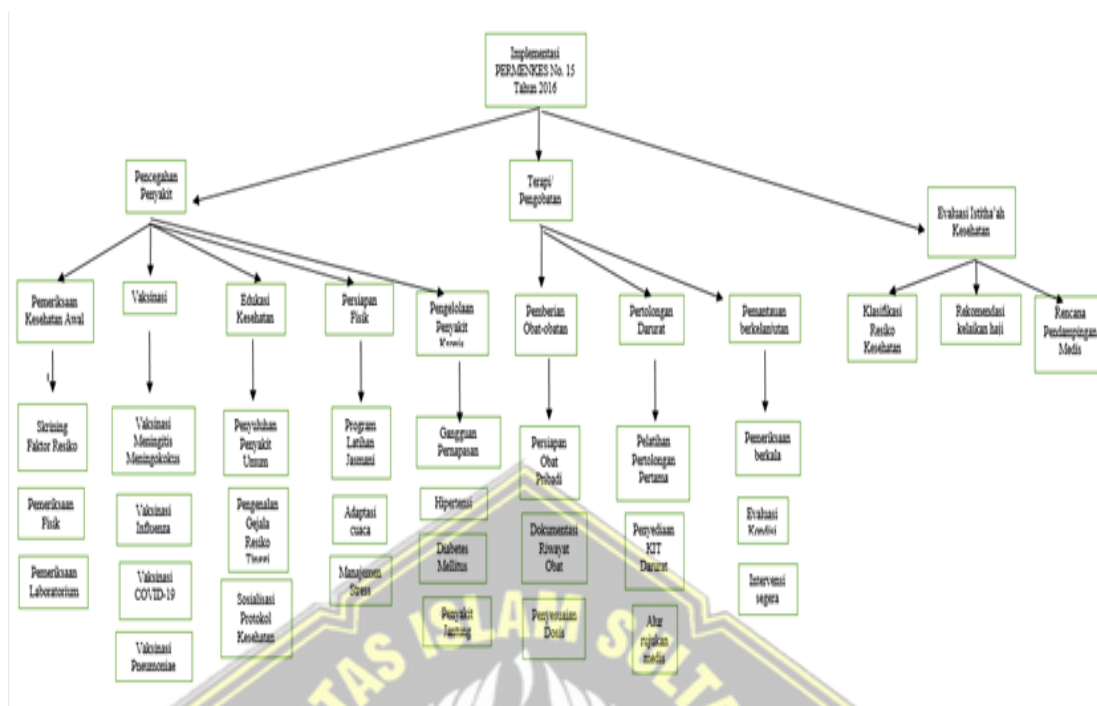 Implementasi
PERMENKES No. 15
Tahun 2016
Pencegahan
Penyakit
Terapi/
Pengobatan
Evaluasi Istitha'ah
Kesehatan
Pemeriksaan
Kesehatan Awal
Vaksinasi
Edukasi
Kesehatan
Persiapan
Fisik
Pengelolaan
Penyakit
Pemberian
Obat-obatan
Pertolongan
Darurat
Pemantauan
berkelanjutan
Klasifikasi
Resiko
Kesehatan
Rekomendasi
kelaikan haji
Rencana
Pendampingan
Medis
Skrining
Faktor Resiko
Pemeriksaan
Fisik
Pemeriksaan
Laboratorium
Vaksinasi
Meningitis
Meningokokus
Vaksinasi
Influenza
Vaksinasi
COVID-19
Vaksinasi
Pneumoniae
Penyuluhan
Penyakit
Umum
Pengenalan
Gejala
Resiko
Tinggi
Sosialisasi
Protokol
Kesehatan
Program
Latihan
Jasmani
Adaptasi
cuaca
Manajemen
Stress
Gangguan
Pernapasan
Hipertensi
Diabetes
Mellitus
Penyakit
Jantung
Persiapan
Obat
Pribadi
Dokumentasi
Riwayat
Obat
Penyesuaian
Dosis
Pelatihan
Pertolongan
Pertama
Penyediaan
KIT
Darurat
Alur
rujukan
medis
Pemeriksaan
berkala
Evaluasi
Kondisi
Intervensi
segera
TAS ISLAM SULTA